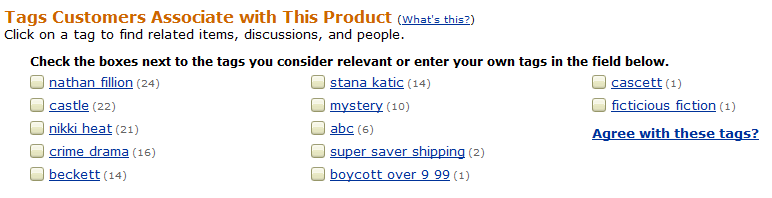 Tags Customers Associate with This Product (What's this?)
Click on a tag to find related items, discussions, and people.
Check the boxes next to the tags you consider relevant or enter your own tags in the field below.
nathan fillion (24)
castle (22)
nikki heat (21)
crime drama (16)
beckett (14)
stana katic (14)
mystery (10)
abc (6)
super saver shipping (2)
boycott over 9 99 (1)
cascett (1)
ficticious fiction (1)
Agree with these tags?